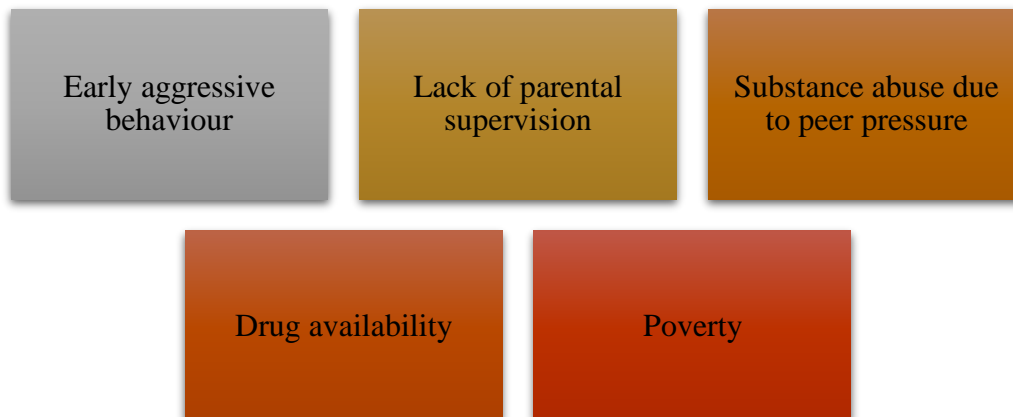 Early aggressive
behaviour
Lack of parental
supervision
Substance abuse due
to peer pressure
Drug availability
Poverty